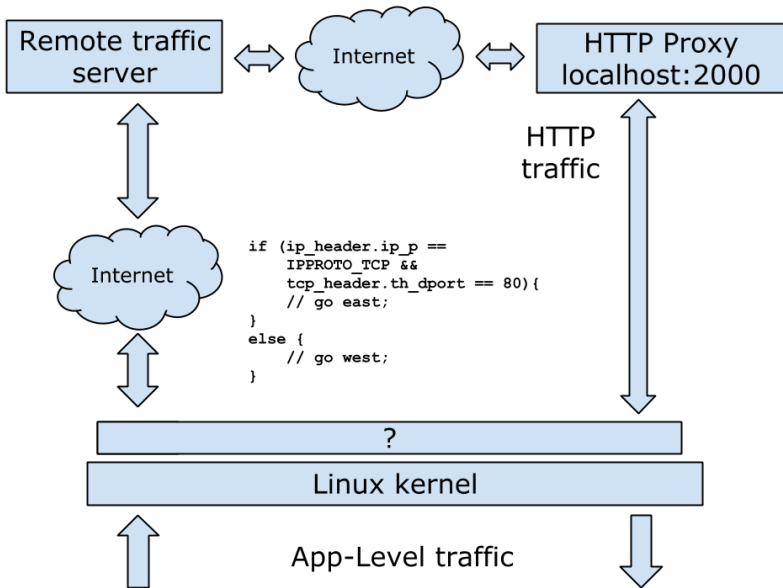 Remote traffic
server
Internet
HTTP Proxy
localhost:2000
HTTP
traffic
Internet
if (ip_header.ip_p ==
    IPPROTO_TCP &&
    tcp_header.th_dport == 80){
    // go east;
}
else {
    // go west;
}
?
Linux kernel
App-Level traffic